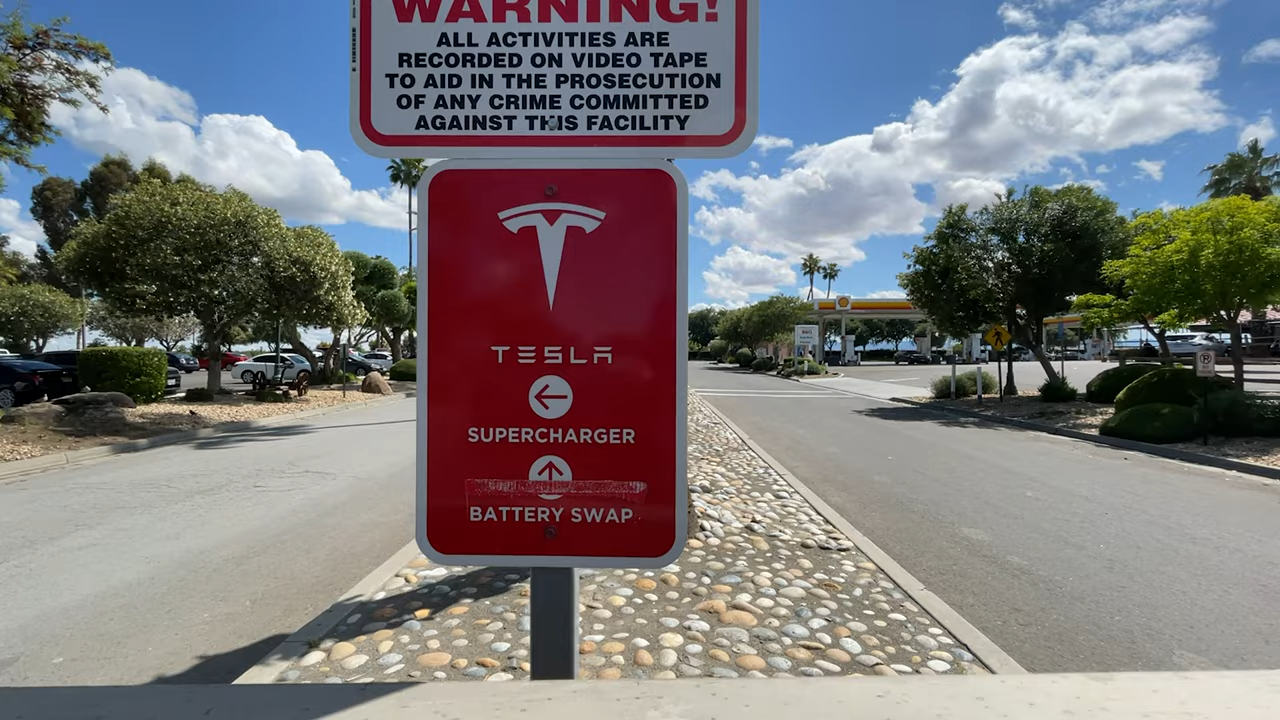 WARNING!
ALL ACTIVITIES ARE
RECORDED ON VIDEO TAPE
TO AID IN THE PROSECUTION
OF ANY CRIME COMMITTED
AGAINST THIS FACILITY
TESLA
SUPERCHARGER
BATTERY SWAP